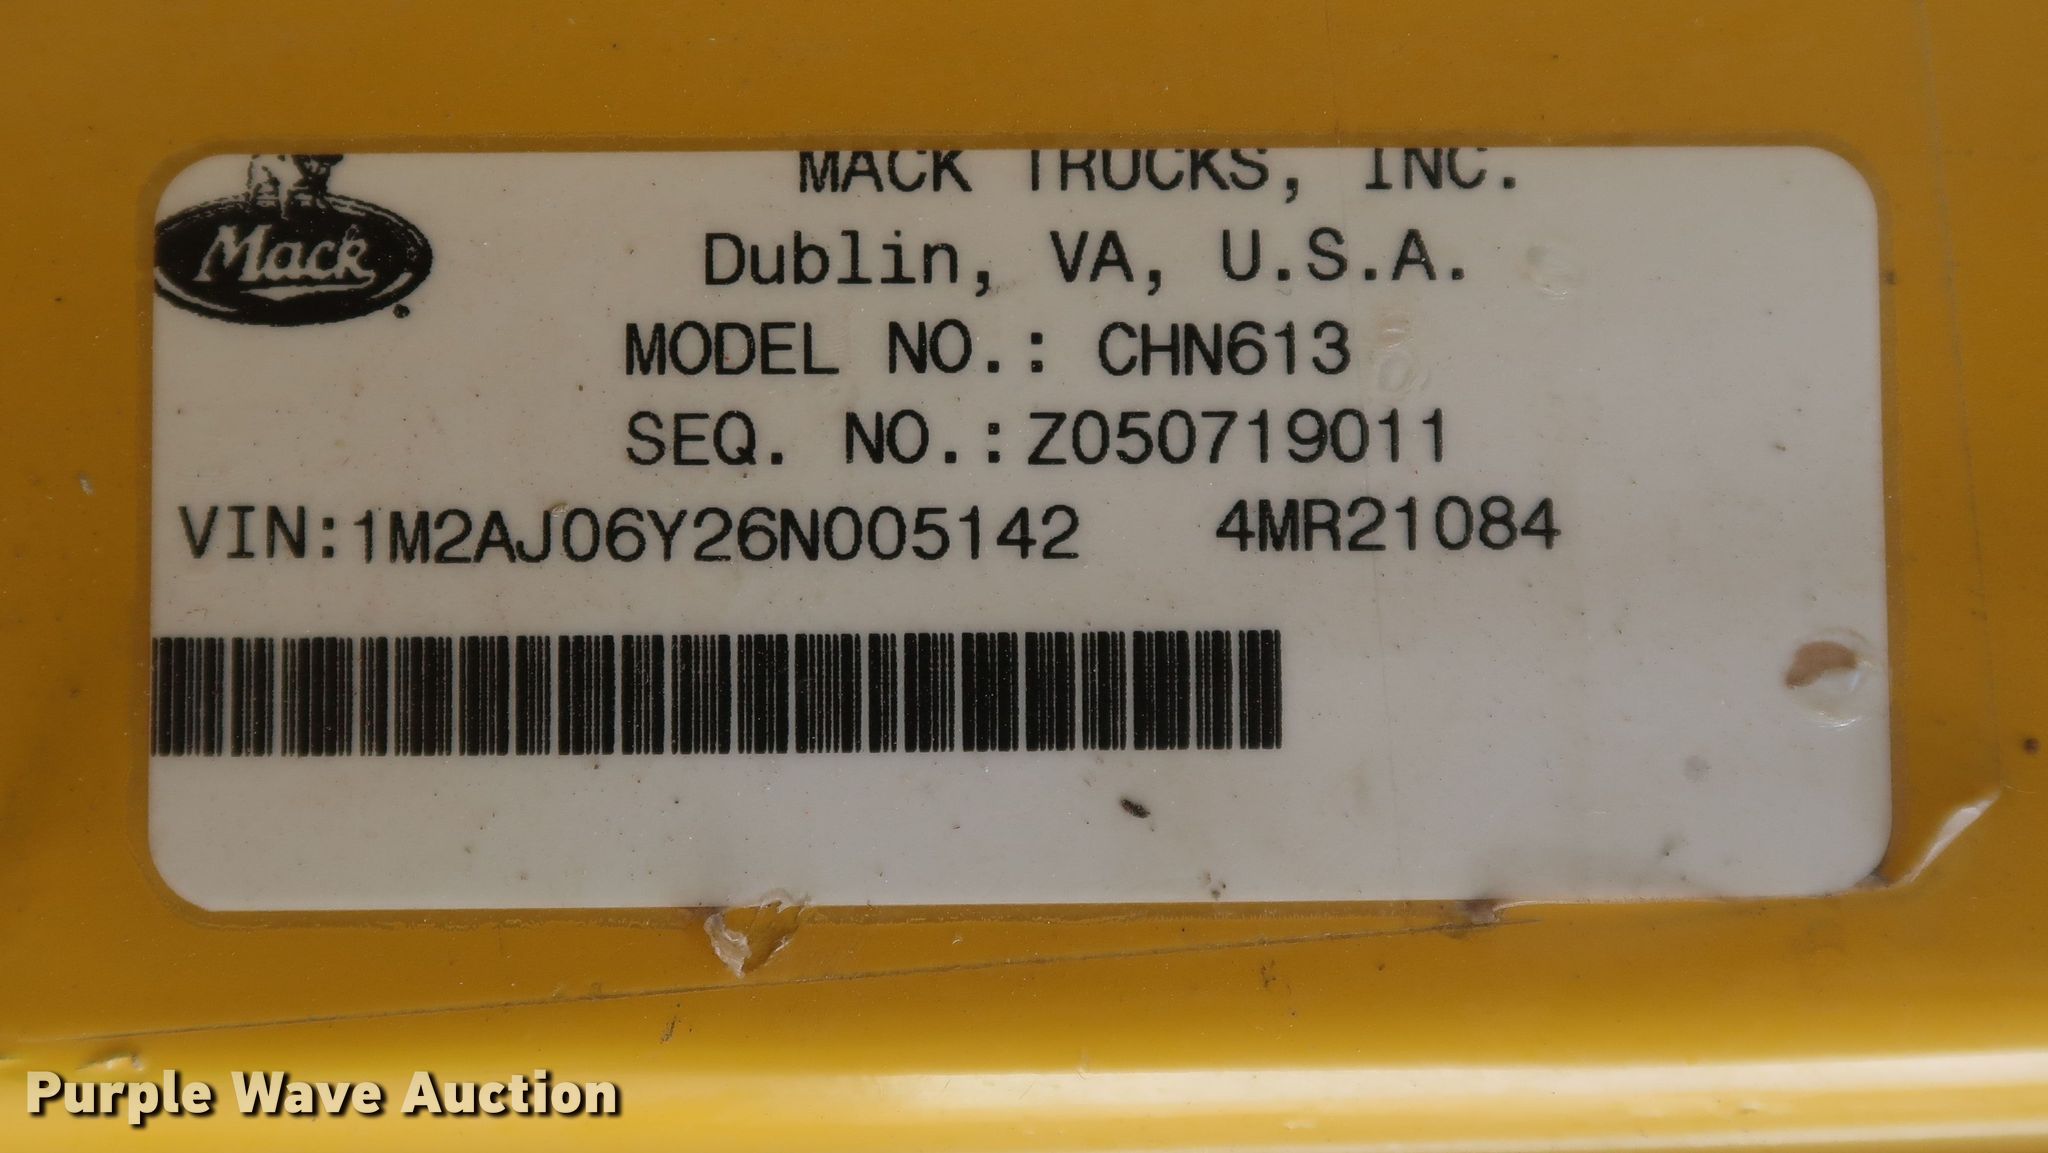 MACK TRUCKS, INC.
Mack
Dublin, VA, U.S.A.
MODEL NO.: CHN613
SEQ. NO.:Z050719011
VIN:1M2AJ06Y26N005142 4MR21084
Purple Wave Auction